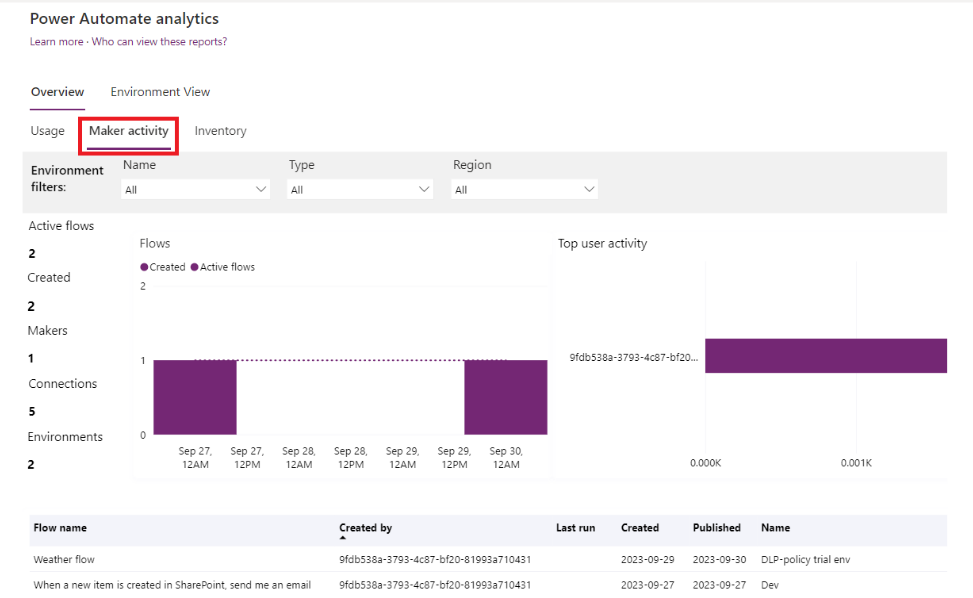 Power Automate analytics
Learn more · Who can view these reports?
Overview Environment View
Usage Maker activity Inventory
Environment filters:
Name Type Region
All All All
Active flows
2
Created
2
Makers
1
Connections
5
Environments
2
Flows
Created Active flows
2
1
0
Sep 27, 12AM Sep 27, 12PM Sep 28, 12AM Sep 28, 12PM Sep 29, 12AM Sep 29, 12PM Sep 30, 12AM
Top user activity
9fdb538a-3793-4c87-bf20...
0.000K 0.001K
Flow name Created by Last run Created Published Name
Weather flow 9fdb538a-3793-4c87-bf20-81993a710431 2023-09-29 2023-09-30 DLP-policy trial env
When a new item is created in SharePoint, send me an email 9fdb538a-3793-4c87-bf20-81993a710431 2023-09-27 2023-09-27 Dev